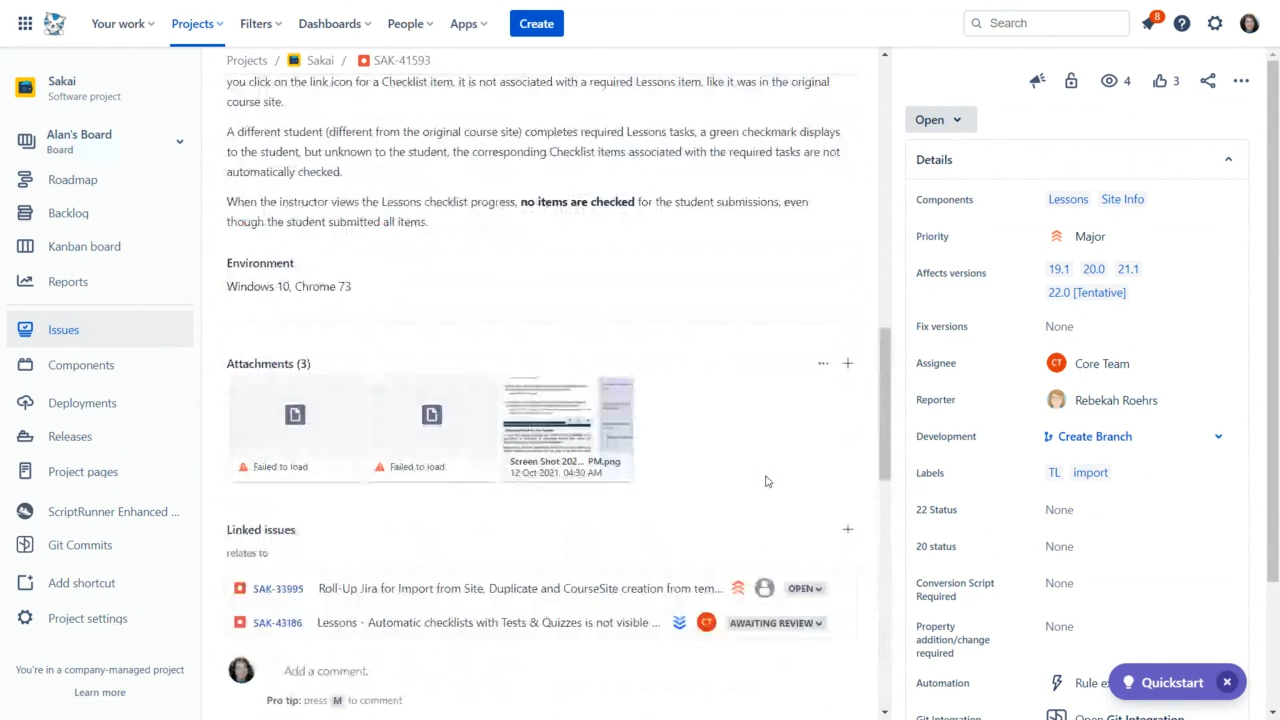 Your work Projects Filters Dashboards People Apps Create Search 8
Sakai
Software project
Alan's Board
Board
Roadmap
Backlog
Kanban board
Reports
Issues
Components
Deployments
Releases
Project pages
ScriptRunner Enhanced ...
Git Commits
Add shortcut
Project settings
You're in a company-managed project
Learn more
Projects / Sakai / SAK-41593
you click on the link icon for a Checklist item, it is not associated with a required Lessons item, like it was in the original
course site.
A different student (different from the original course site) completes required Lessons tasks, a green checkmark displays
to the student, but unknown to the student, the corresponding Checklist items associated with the required tasks are not
automatically checked.
When the instructor views the Lessons checklist progress, no items are checked for the student submissions, even
though the student submitted all items.
Environment
Windows 10, Chrome 73
Attachments (3)
Failed to load
Failed to load
Screen Shot 202... PM.png
12 Oct 2021, 04:30 AM
Linked issues
relates to
SAK-33995 Roll-Up Jira for Import from Site, Duplicate and CourseSite creation from tem... OPEN
SAK-43186 Lessons - Automatic checklists with Tests & Quizzes is not visible ... CT AWAITING REVIEW
Add a comment.
Pro tip: press M to comment
4 3
Open
Details
Components Lessons Site Info
Priority Major
Affects versions 19.1 20.0 21.1
22.0 [Tentative]
Fix versions None
Assignee CT Core Team
Reporter Rebekah Roehrs
Development Create Branch
Labels TL import
22 Status None
20 status None
Conversion Script
Required None
Property
addition/change
required None
Automation Rule ex
Git Integration Open Git Integration
Quickstart